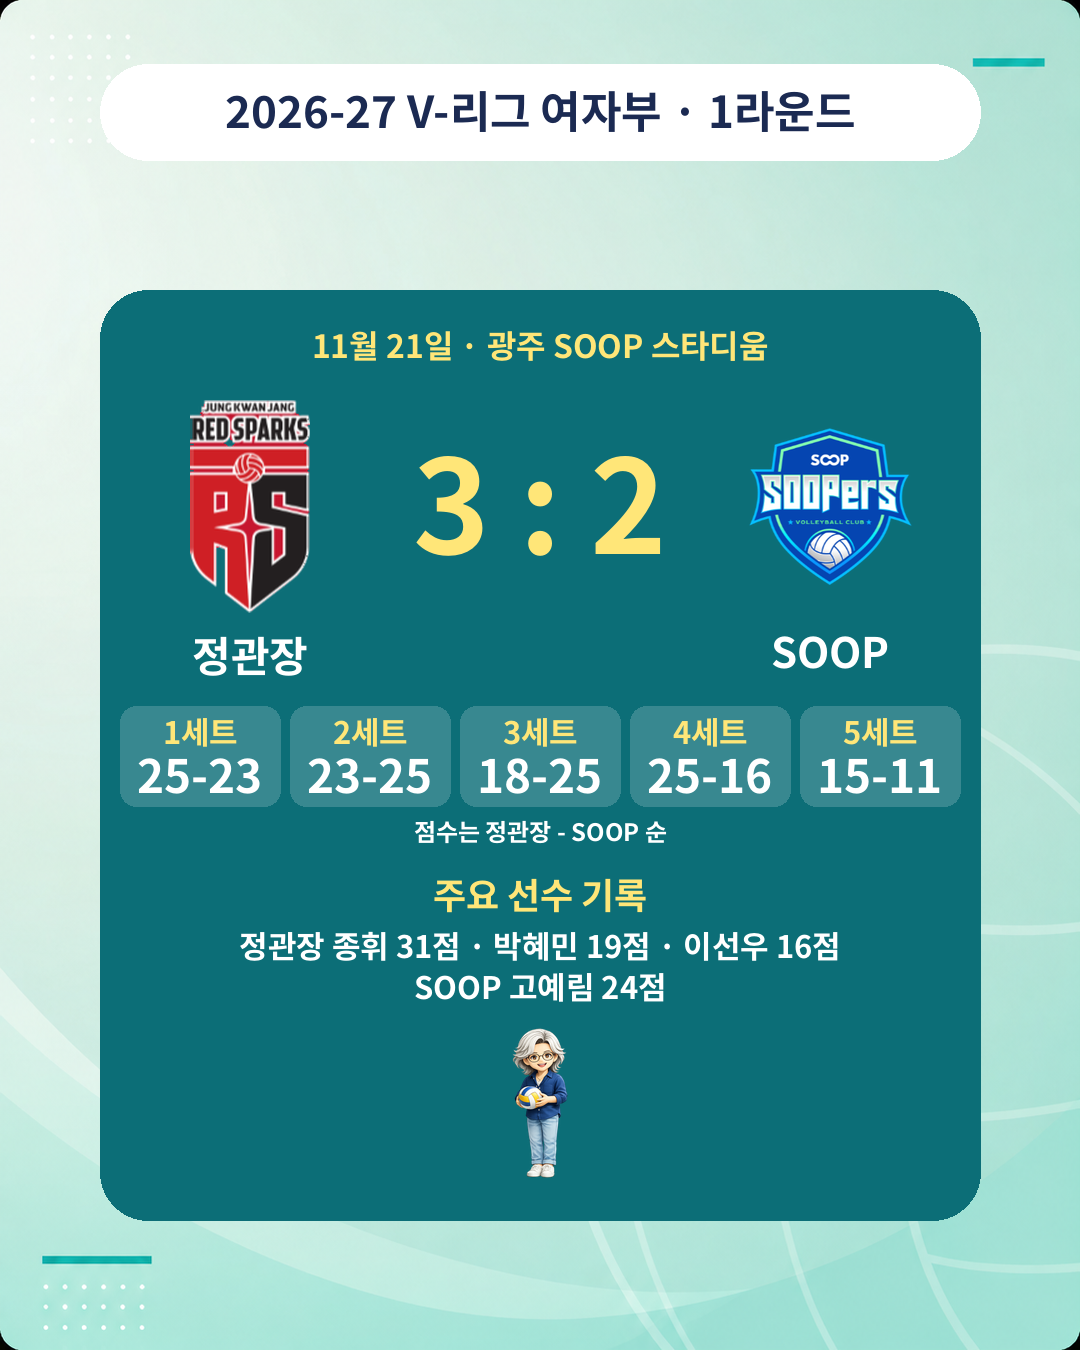 2026-27 V-리그 여자부 · 1라운드
11월 21일 · 광주 SOOP 스타디움
JUNG KWAN JANG
RED SPARKS
RS
3 : 2
SOOP
SOOPers
★ VOLLEYBALL CLUB ★
정관장
SOOP
1세트 2세트 3세트 4세트 5세트
25-23 23-25 18-25 25-16 15-11
점수는 정관장 - SOOP 순
주요 선수 기록
정관장 종휘 31점 · 박혜민 19점 · 이선우 16점
SOOP 고예림 24점